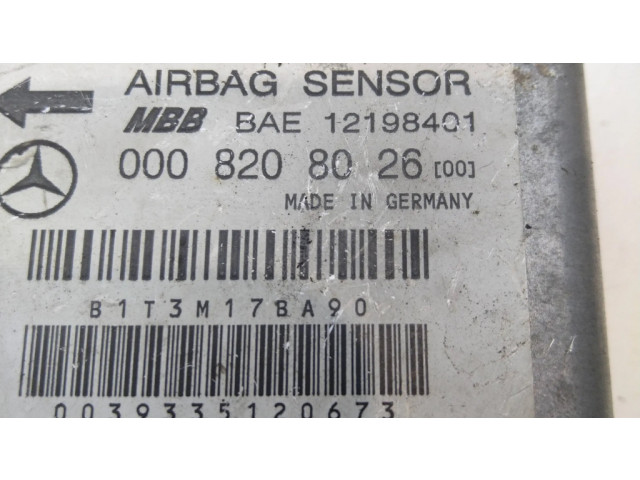 AIRBAG SENSOR
MBB BAE 12198401
000 820 80 26 [00]
MADE IN GERMANY
B1T3M17BA90
0039335120673